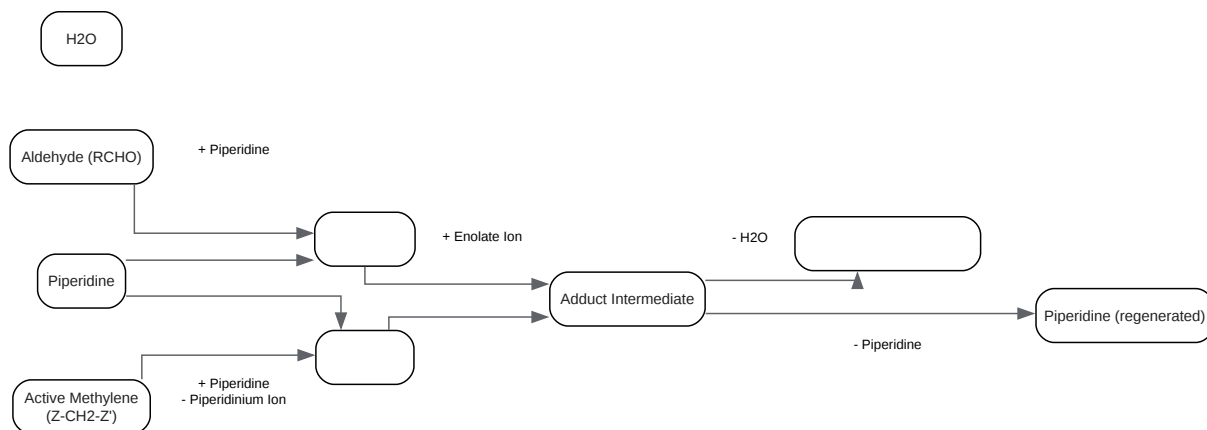 H2O
Aldehyde (RCHO)
+ Piperidine
+ Enolate Ion
- H2O
Piperidine
Adduct Intermediate
Piperidine (regenerated)
- Piperidine
Active Methylene
(Z-CH2-Z')
+ Piperidine
- Piperidinium Ion